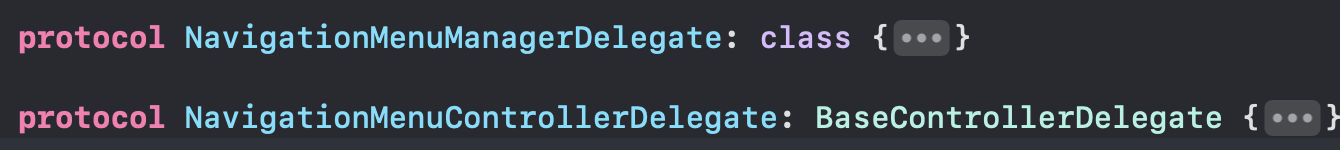 protocol NavigationMenuManagerDelegate: class {•••}
protocol NavigationMenuControllerDelegate: BaseControllerDelegate {•••}